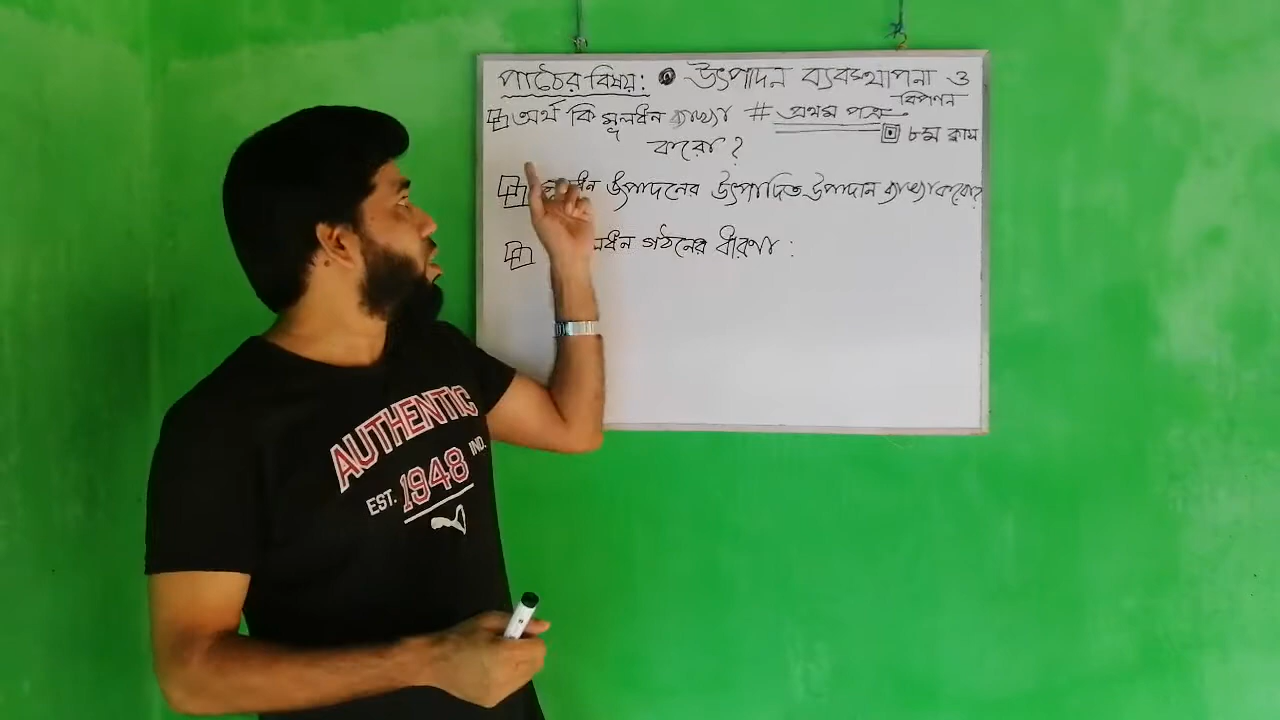 পাঠের বিষয়: উৎপাদন ব্যবস্থাপনা ও
বিপণন
অর্থ কি মূলধন ব্যাখ্যা # প্রথম পত্র
করো?
৮ম ক্লাস
উৎপাদনের উৎপাদিত উপাদান ব্যাখ্যা করো?
গঠনের ধারণা:
AUTHENTIC
EST. 1948 IND.